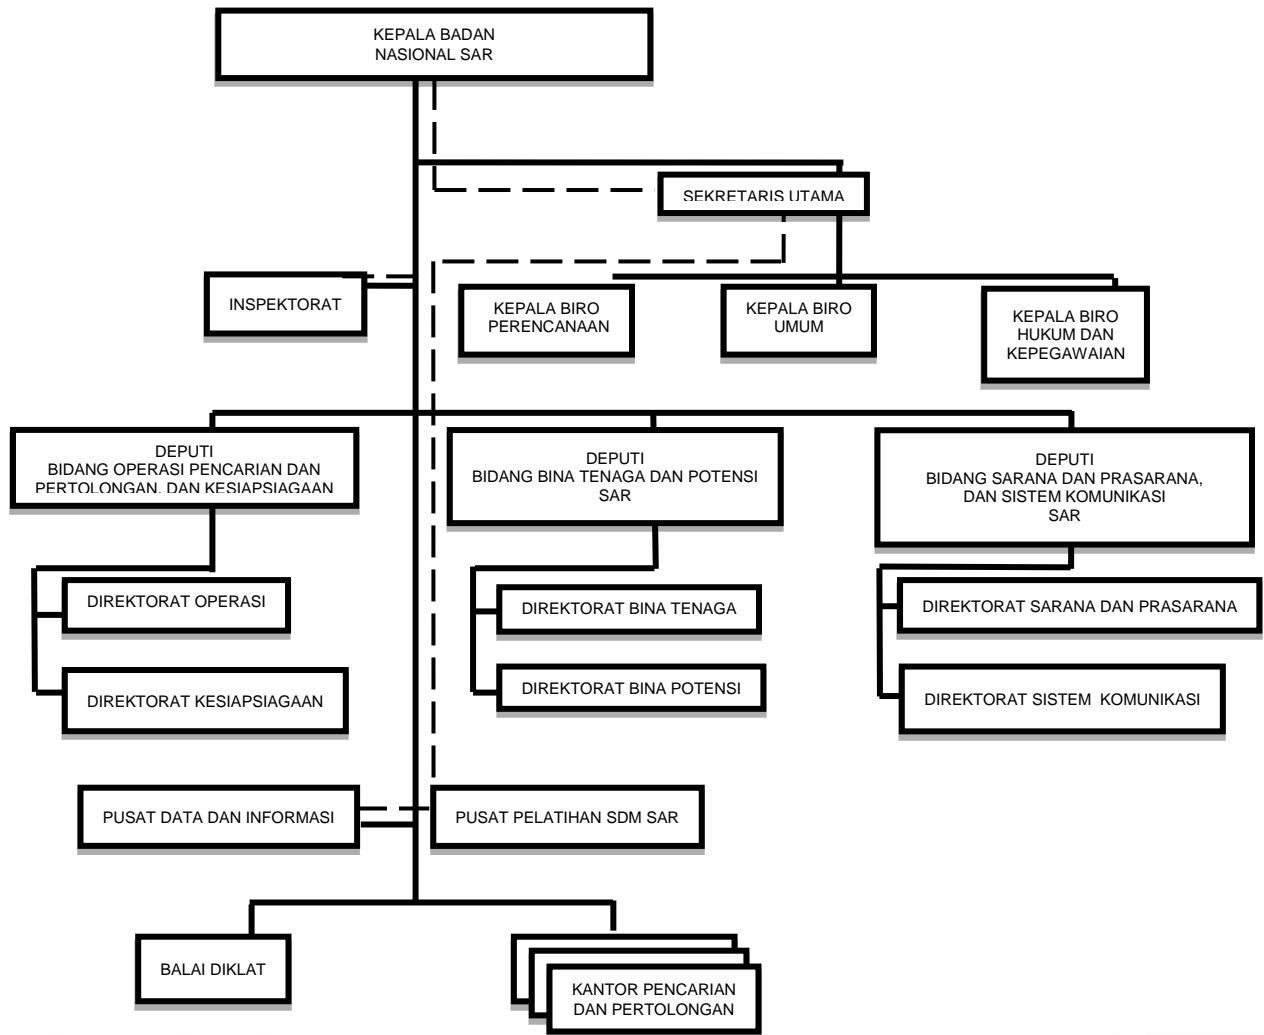 KEPALA BADAN
NASIONAL SAR
SEKRETARIS UTAMA
INSPEKTORAT
KEPALA BIRO
PERENCANAAN
KEPALA BIRO
UMUM
KEPALA BIRO
HUKUM DAN
KEPEGAWAIAN
DEPUTI
BIDANG OPERASI PENCARIAN DAN
PERTOLONGAN, DAN KESIAPSIAGAAN
DEPUTI
BIDANG BINA TENAGA DAN POTENSI
SAR
DEPUTI
BIDANG SARANA DAN PRASARANA,
DAN SISTEM KOMUNIKASI
SAR
DIREKTORAT OPERASI
DIREKTORAT KESIAPSIAGAAN
DIREKTORAT BINA TENAGA
DIREKTORAT BINA POTENSI
DIREKTORAT SARANA DAN PRASARANA
DIREKTORAT SISTEM KOMUNIKASI
PUSAT DATA DAN INFORMASI
PUSAT PELATIHAN SDM SAR
BALAI DIKLAT
KANTOR PENCARIAN
DAN PERTOLONGAN